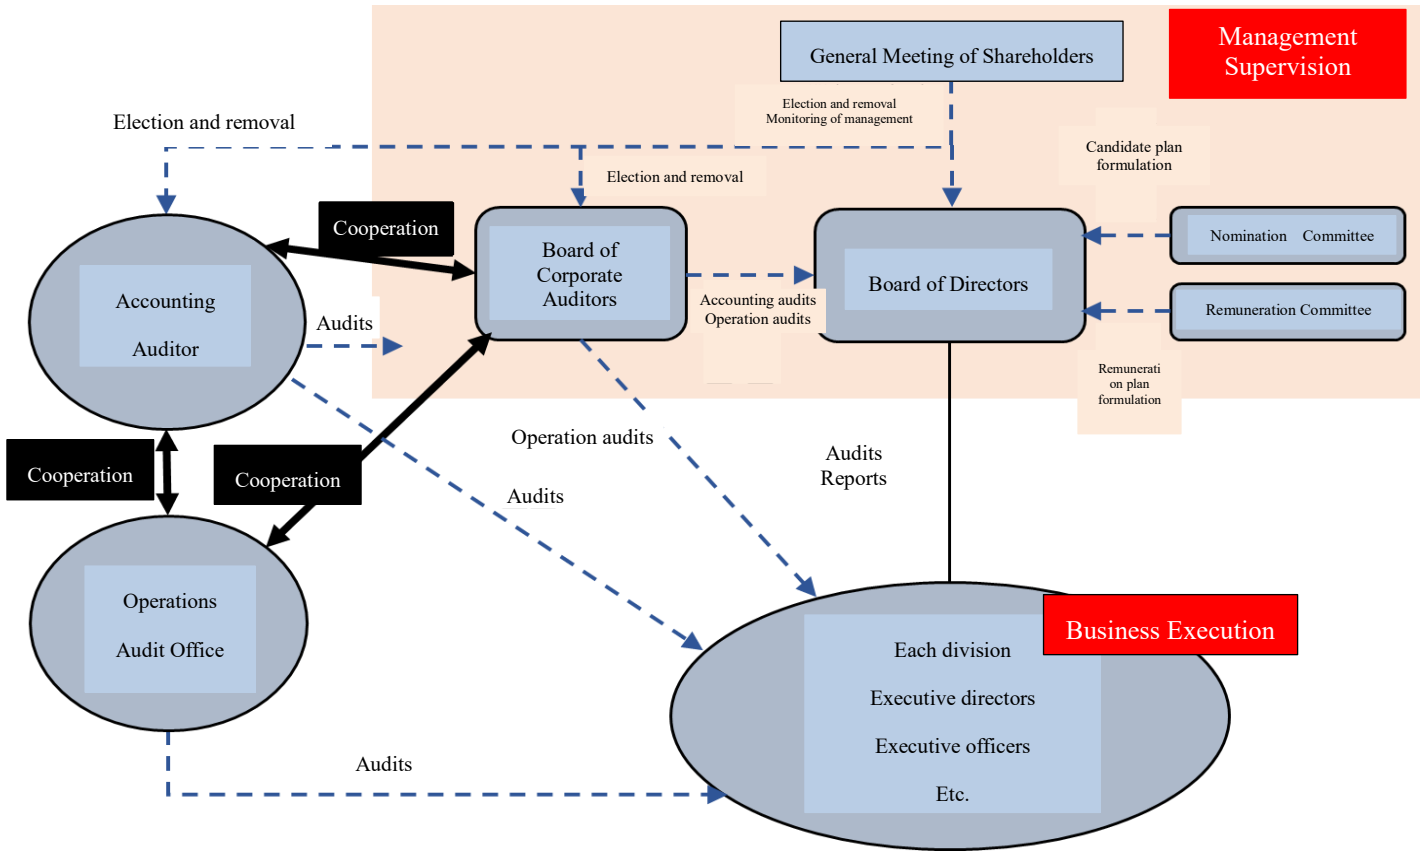 General Meeting of Shareholders
Management
Supervision
Election and removal
Monitoring of management
Election and removal
Election and removal
Candidate plan
formulation
Cooperation
Board of
Corporate
Auditors
Board of Directors
Nomination Committee
Remuneration Committee
Accounting audits
Operation audits
Accounting
Auditor
Audits
Remunerati
on plan
formulation
Operation audits
Audits
Reports
Cooperation
Cooperation
Audits
Operations
Audit Office
Business Execution
Each division
Executive directors
Executive officers
Etc.
Audits